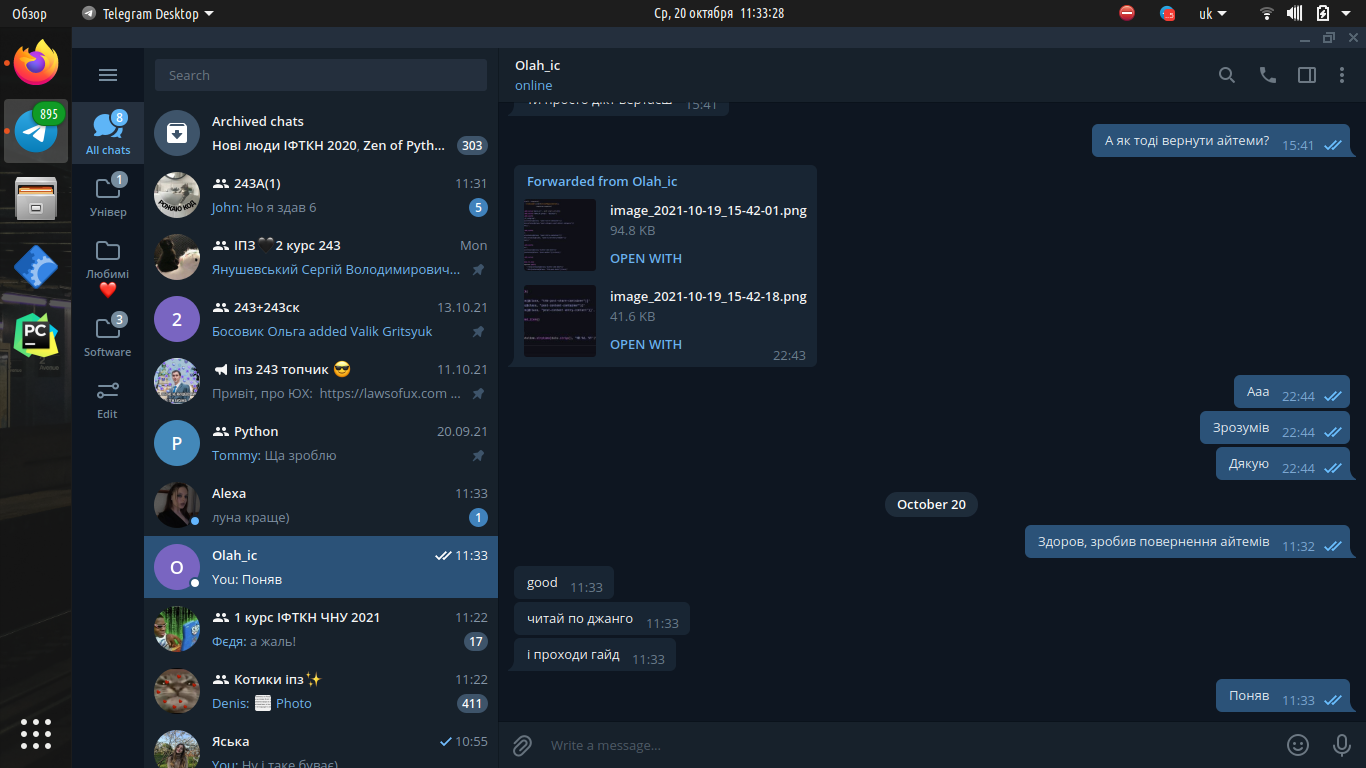 Обзор
Telegram Desktop
Ср, 20 октября 11:33:28
uk
895
8
All chats
1
Універ
Любимі
3
Software
Edit
PC
Search
Archived chats
Нові люди ІФТКН 2020, Zen of Pyth...
303
243А(1)
11:31
John: Но я здав 6
5
РОЖАЮ КОД
ІПЗ🖤2 курс 243
Mon
Янушевський Сергій Володимирович...
2
243+243ск
13.10.21
Босовик Ольга added Valik Gritsyuk
іпз 243 топчик 😎
11.10.21
Привіт, про ЮХ: https://lawsofux.com ...
P
Python
20.09.21
Tommy: Ща зроблю
Alexa
11:33
луна краще)
1
O
Olah_ic
11:33
You: Поняв
1 курс ІФТКН ЧНУ 2021
11:22
Фєдя: а жаль!
17
Котики іпз✨
11:22
Denis: Photo
411
Яська
10:55
You: Ну і таке буває)
Olah_ic
online
15:41
А як тоді вернути айтеми? 15:41
Forwarded from Olah_ic
image_2021-10-19_15-42-01.png
94.8 KB
OPEN WITH
image_2021-10-19_15-42-18.png
41.6 KB
OPEN WITH
22:43
Ааа 22:44
Зрозумів 22:44
Дякую 22:44
October 20
Здоров, зробив повернення айтемів 11:32
good 11:33
читай по джанго 11:33
і проходи гайд 11:33
Поняв 11:33
Write a message...